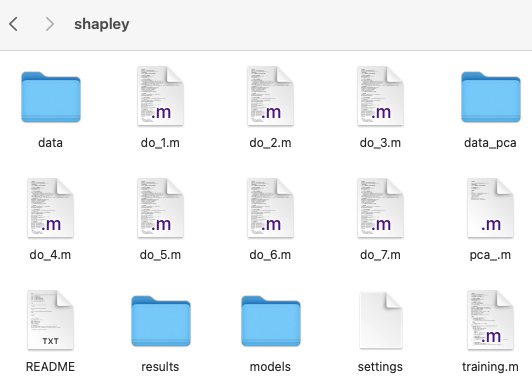 shapley
.m .m .m
data do_1.m do_2.m do_3.m data_pca
.m .m .m .m .m
do_4.m do_5.m do_6.m do_7.m pca_.m
TXT .m
README results models settings training.m